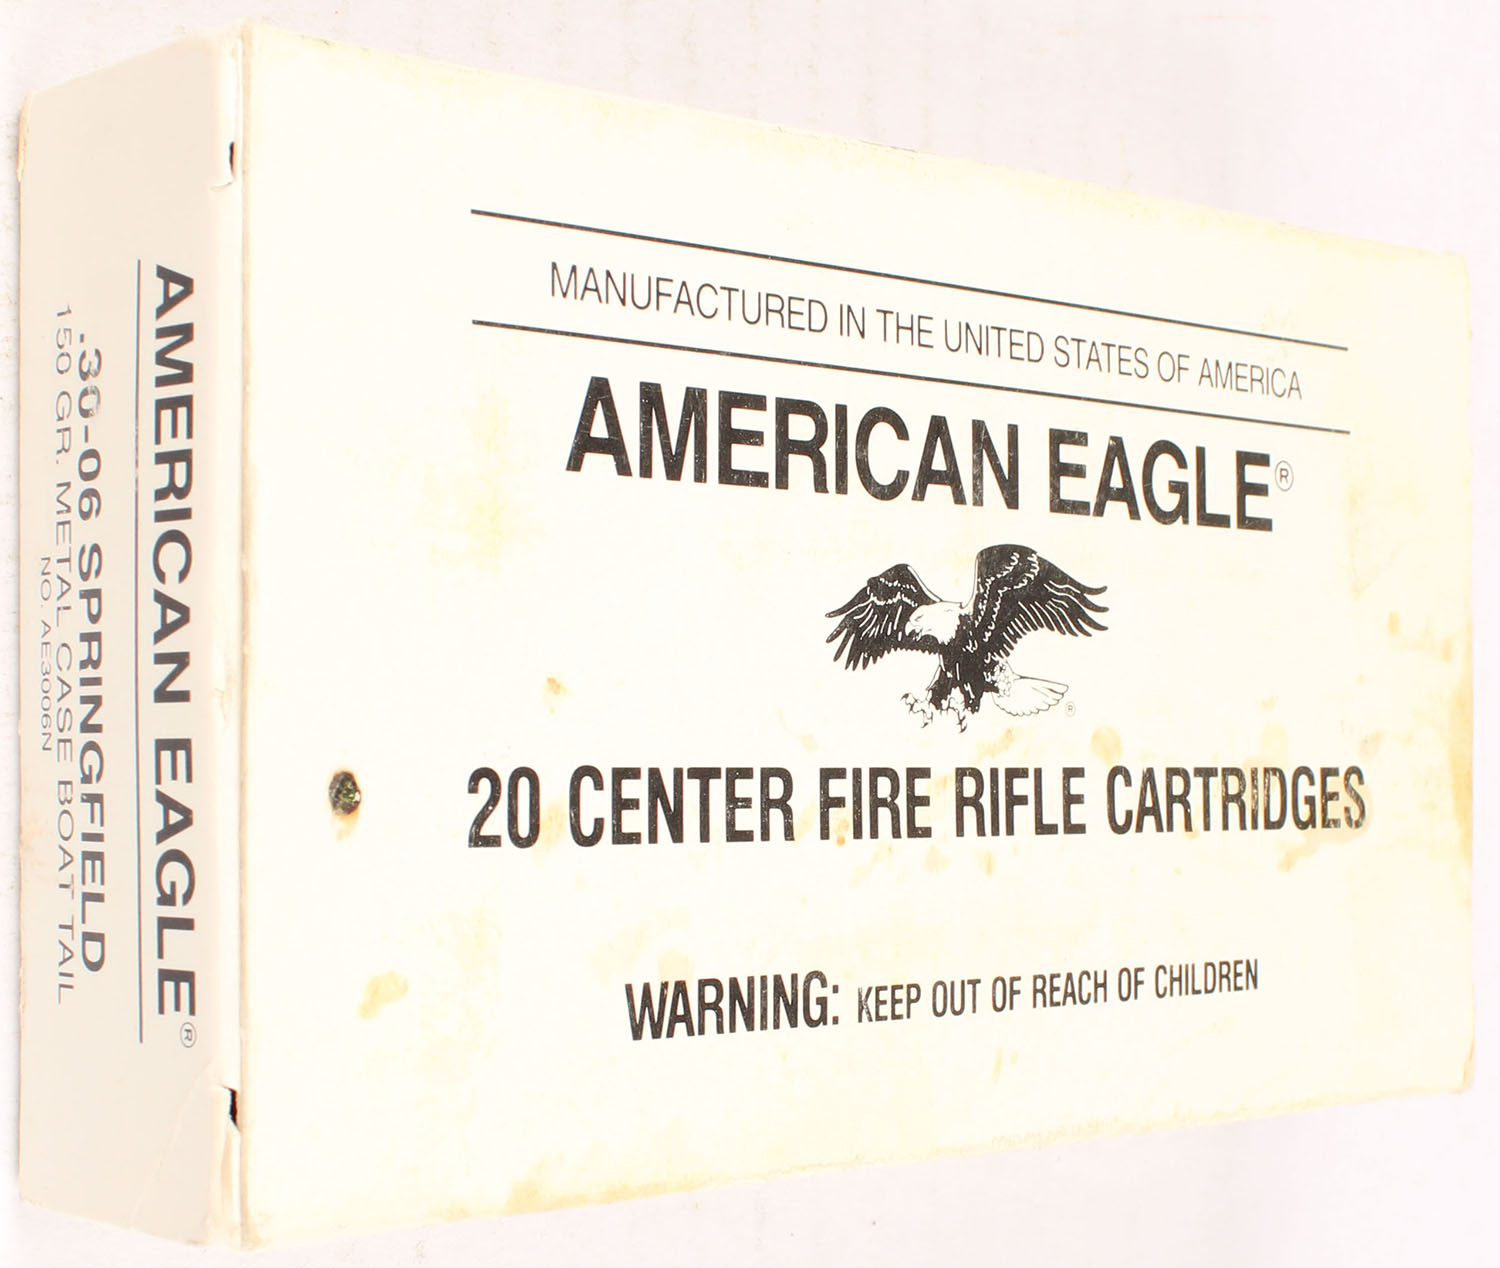 MANUFACTURED IN THE UNITED STATES OF AMERICA
AMERICAN EAGLE®
®
20 CENTER FIRE RIFLE CARTRIDGES
WARNING: KEEP OUT OF REACH OF CHILDREN
AMERICAN EAGLE®
.30-06 SPRINGFIELD
150 GR. METAL CASE BOAT TAIL
NO. AE3006N